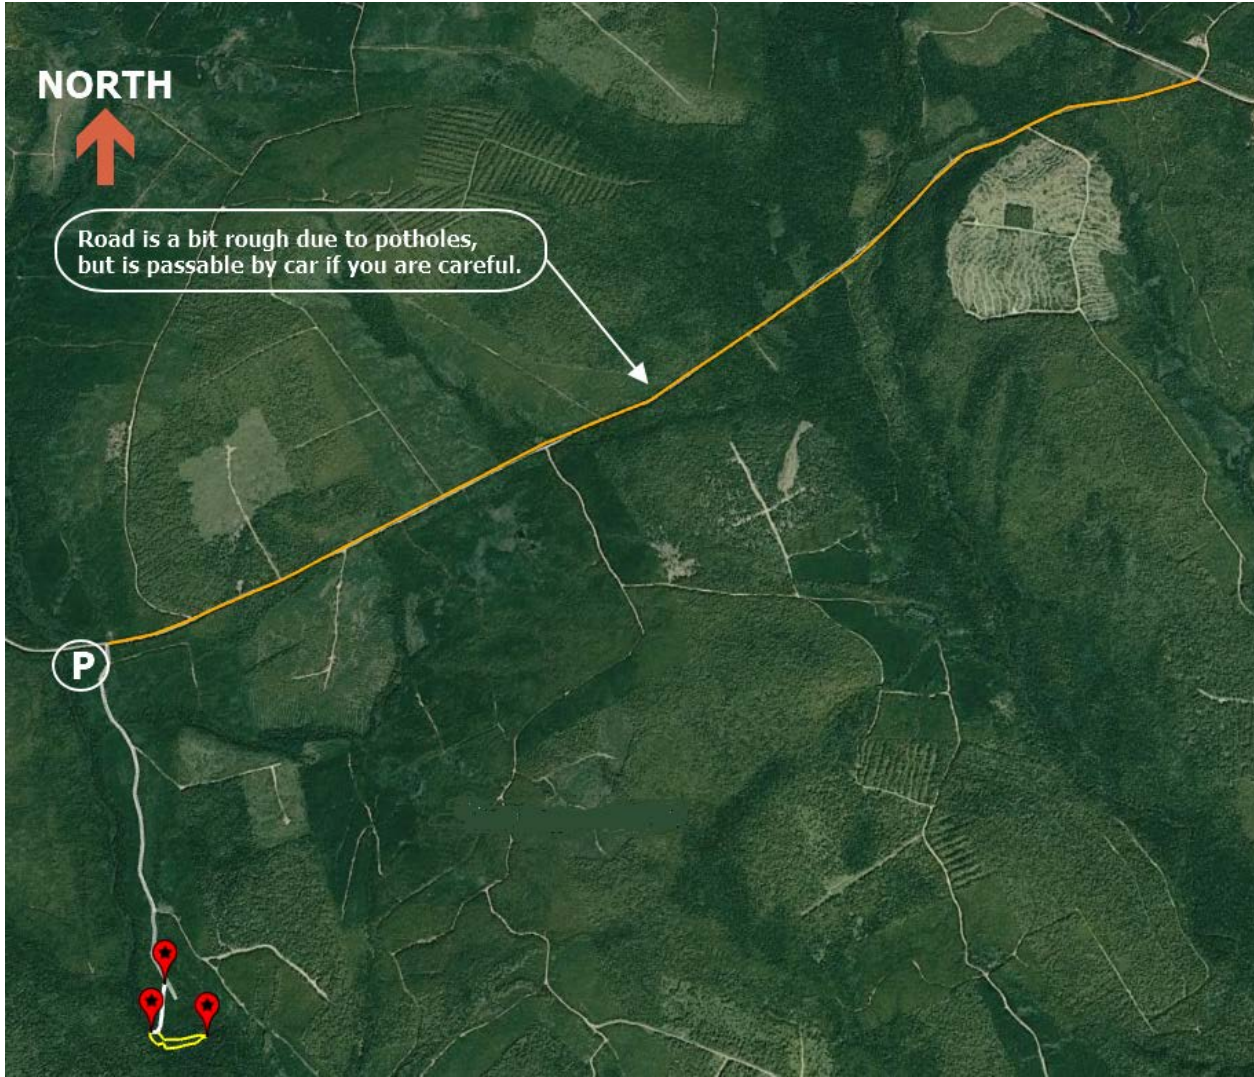 NORTH
Road is a bit rough due to potholes,
but is passable by car if you are careful.
P